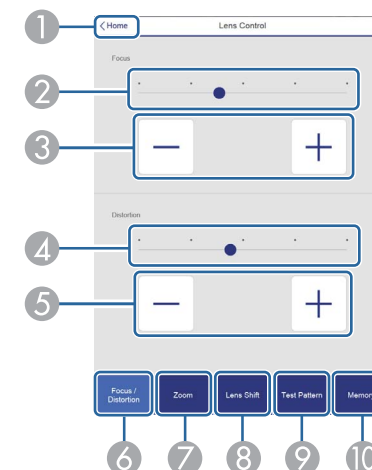 1 < Home Lens Control
Focus
2
3 − +
Distortion
4
5 − +
Focus / Distortion Zoom Lens Shift Test Pattern Memory
6 7 8 9 10